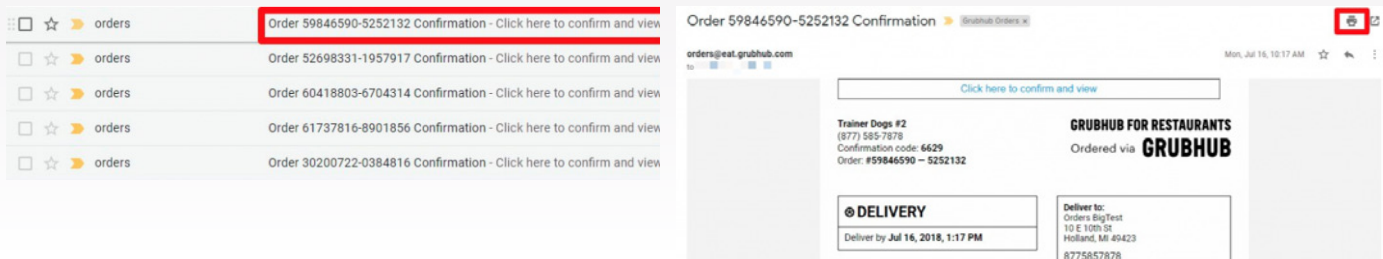 orders Order 59846590-5252132 Confirmation - Click here to confirm and view
orders Order 52698331-1957917 Confirmation - Click here to confirm and view
orders Order 60418803-6704314 Confirmation - Click here to confirm and view
orders Order 61737816-8901856 Confirmation - Click here to confirm and view
orders Order 30200722-0384816 Confirmation - Click here to confirm and view
Order 59846590-5252132 Confirmation Grubhub Orders x
orders@eat.grubhub.com Mon, Jul 16, 10:17 AM
to
Click here to confirm and view
Trainer Dogs #2
(877) 585-7878
Confirmation code: 6629
Order: #59846590 — 5252132
GRUBHUB FOR RESTAURANTS
Ordered via GRUBHUB
DELIVERY
Deliver by Jul 16, 2018, 1:17 PM
Deliver to:
Orders BigTest
10 E 10th St
Holland, MI 49423
8775857878